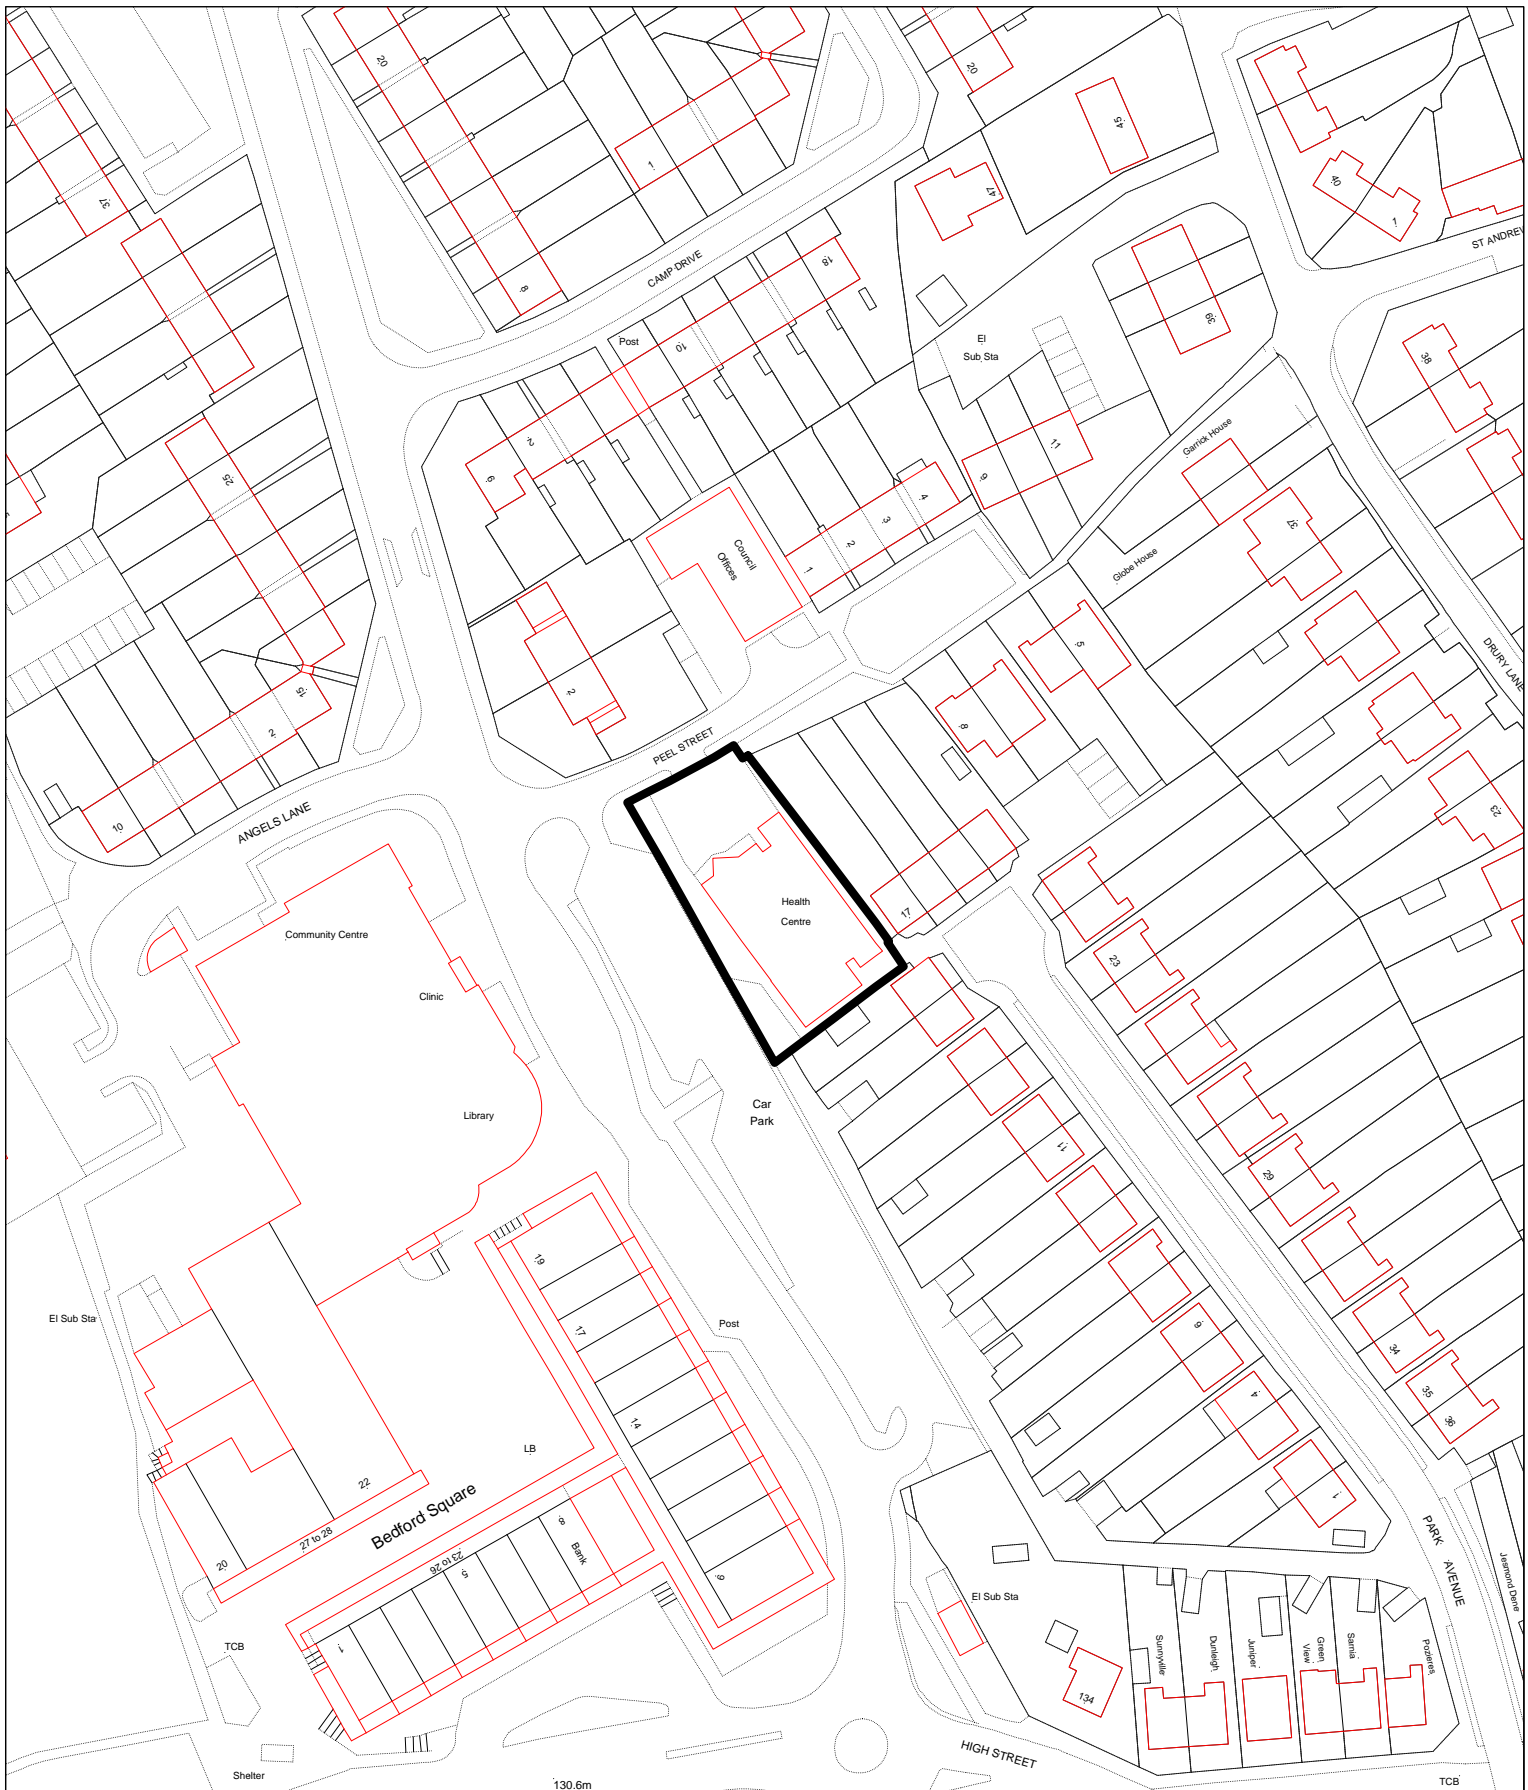 20
20
45
1
40
37
47
1
ST ANDREW
8
CAMP DRIVE
18
39
Post
10
El
Sub Sta
38
2
11
Garrick House
25
6
9
4
3
37
Council
Offices
2
1
Globe House
5
DRURY LANE
15
2
2
8
PEEL STREET
23
10
ANGELS LANE
Health
Centre
17
Community Centre
23
Clinic
Car
Park
Library
11
29
19
El Sub Sta
17
Post
9
34
14
4
35
36
LB
22
Bedford Square
27 to 28
20
23 to 26
8
Bank
5
6
1
PARK AVENUE
Jesmond Dene
El Sub Sta
1
TCB
Sunnyville
Dunleigh
Juniper
Green
View
Sarnia
Pozieres
134
HIGH STREET
Shelter
130.6m
TCB